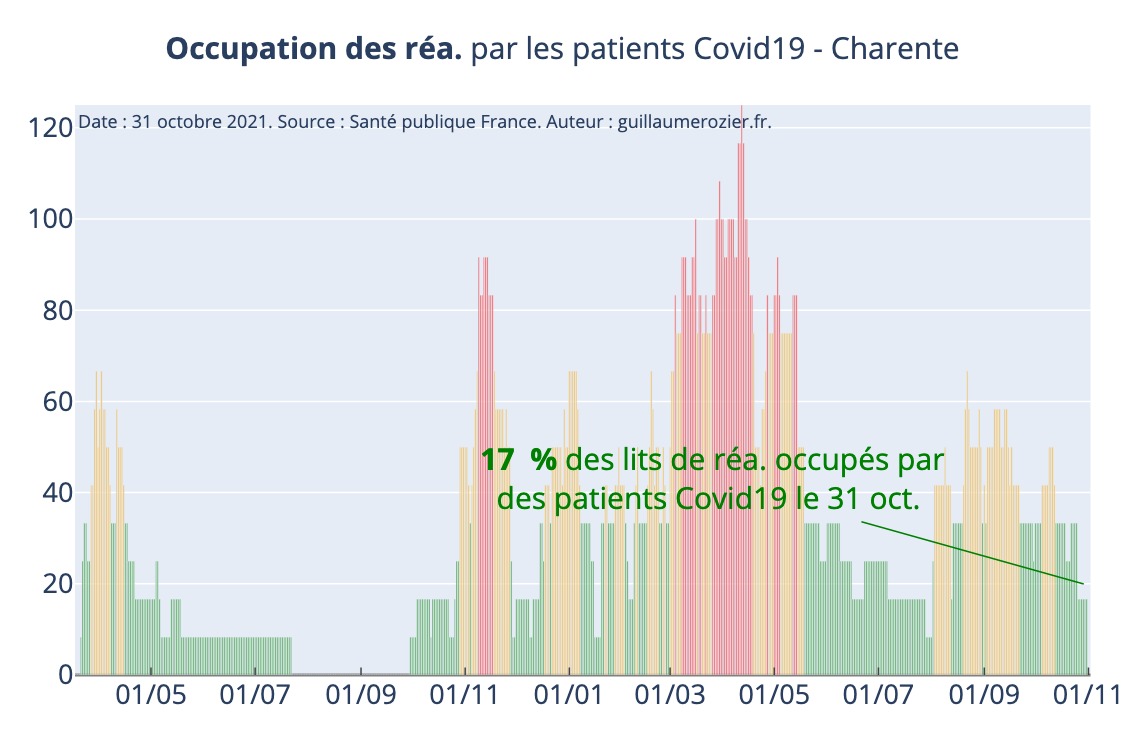 Occupation des réa. par les patients Covid19 - Charente
Date : 31 octobre 2021. Source : Santé publique France. Auteur : guillaumerozier.fr.
120
100
80
60
40
20
0
17 % des lits de réa. occupés par
des patients Covid19 le 31 oct.
01/05 01/07 01/09 01/11 01/01 01/03 01/05 01/07 01/09 01/11